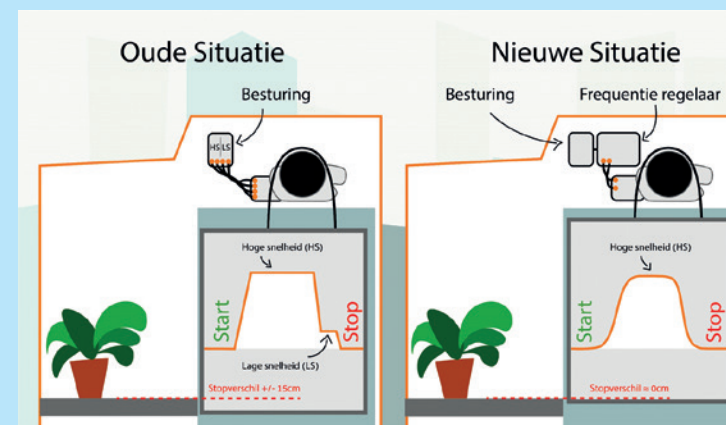 Oude Situatie
Besturing
HS LS
Hoge snelheid (HS)
Start
Stop
Lage snelheid (LS)
Stopverschil +/- 15cm
Nieuwe Situatie
Besturing
Frequentie regelaar
Hoge snelheid (HS)
Start
Stop
Stopverschil = 0cm